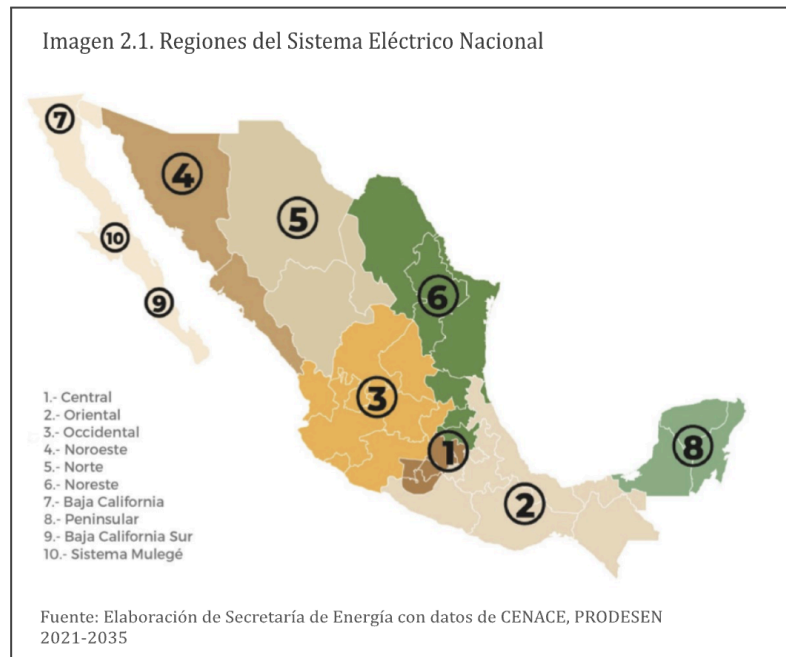 Imagen 2.1. Regiones del Sistema Eléctrico Nacional
7
4
5
10
6
9
3
1
8
2
1.- Central
2.- Oriental
3.- Occidental
4.- Noroeste
5.- Norte
6.- Noreste
7.- Baja California
8.- Peninsular
9.- Baja California Sur
10.- Sistema Mulegé
Fuente: Elaboración de Secretaría de Energía con datos de CENACE, PRODESEN
2021-2035